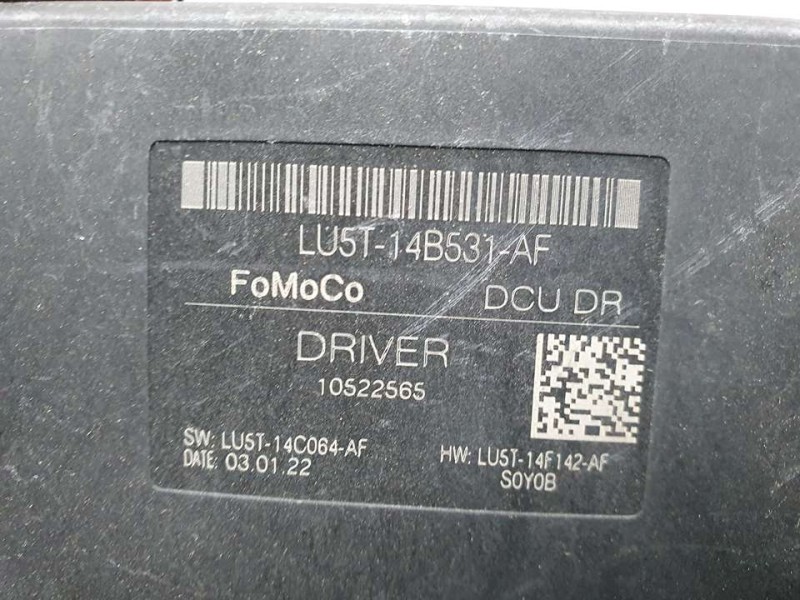 LU5T-14B531-AF
FoMoCo DCU DR
DRIVER
10522565
SW: LU5T-14C064-AF HW: LU5T-14F142-AF
DATE: 03.01.22 S0Y0B